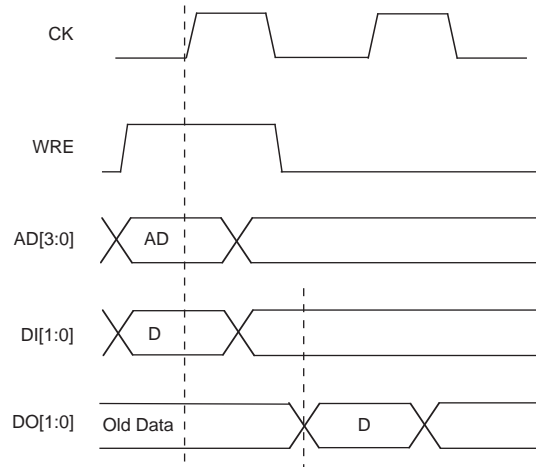 CK
WRE
AD[3:0]
AD
DI[1:0]
D
DO[1:0]
Old Data
D